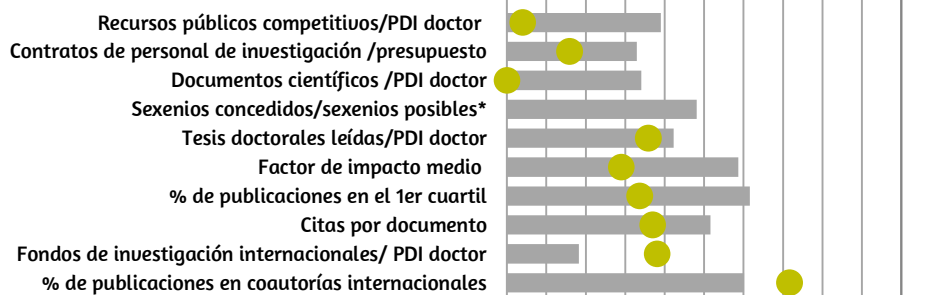 Recursos públicos competitivos/PDI doctor
Contratos de personal de investigación /presupuesto
Documentos científicos /PDI doctor
Sexenios concedidos/sexenios posibles*
Tesis doctorales leídas/PDI doctor
Factor de impacto medio
% de publicaciones en el 1er cuartil
Citas por documento
Fondos de investigación internacionales/ PDI doctor
% de publicaciones en coautorías internacionales